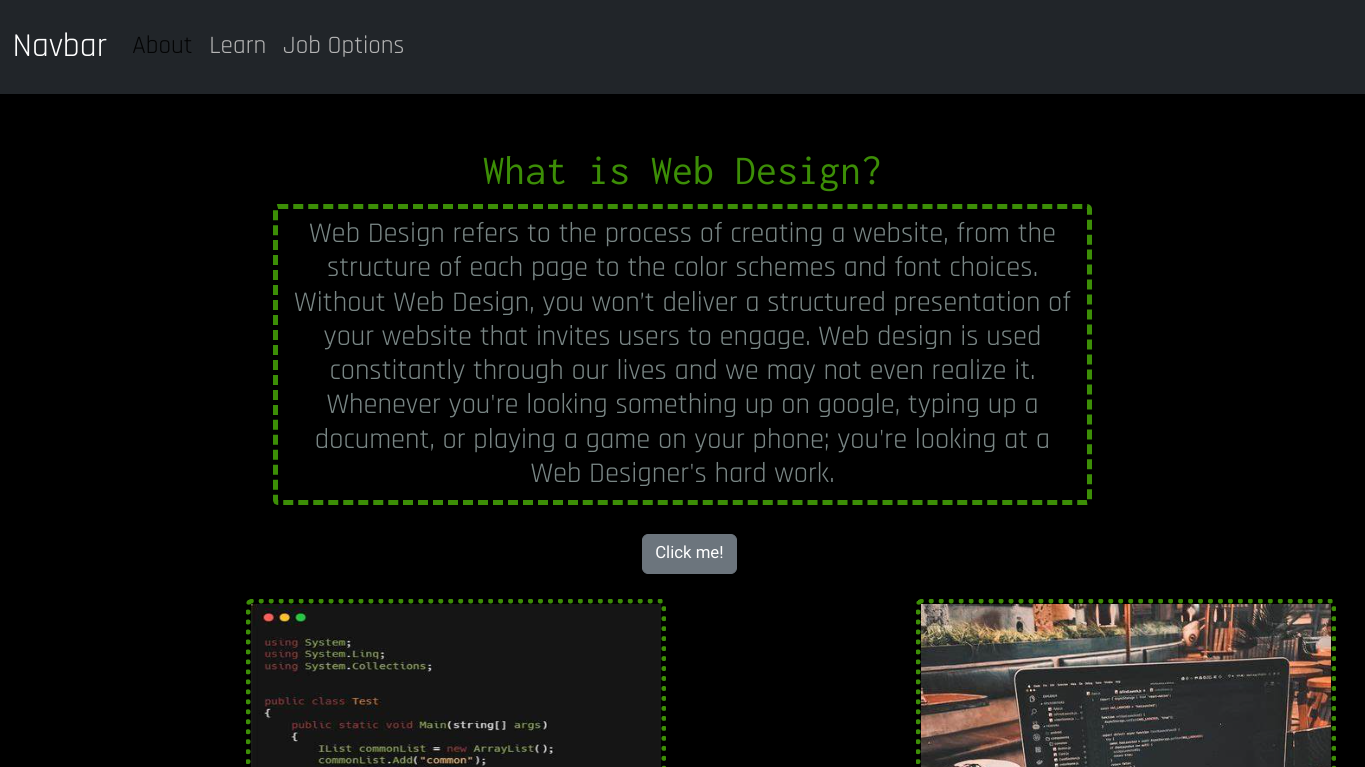 Navbar About Learn Job Options
What is Web Design?
Web Design refers to the process of creating a website, from the
structure of each page to the color schemes and font choices.
Without Web Design, you won't deliver a structured presentation of
your website that invites users to engage. Web design is used
constitantly through our lives and we may not even realize it.
Whenever you're looking something up on google, typing up a
document, or playing a game on your phone; you're looking at a
Web Designer's hard work.
Click me!
using System;
using System.Linq;
using System.Collections;
public class Test
{
public static void Main(string[] args)
{
IList commonList = new ArrayList();
commonList.Add("common");